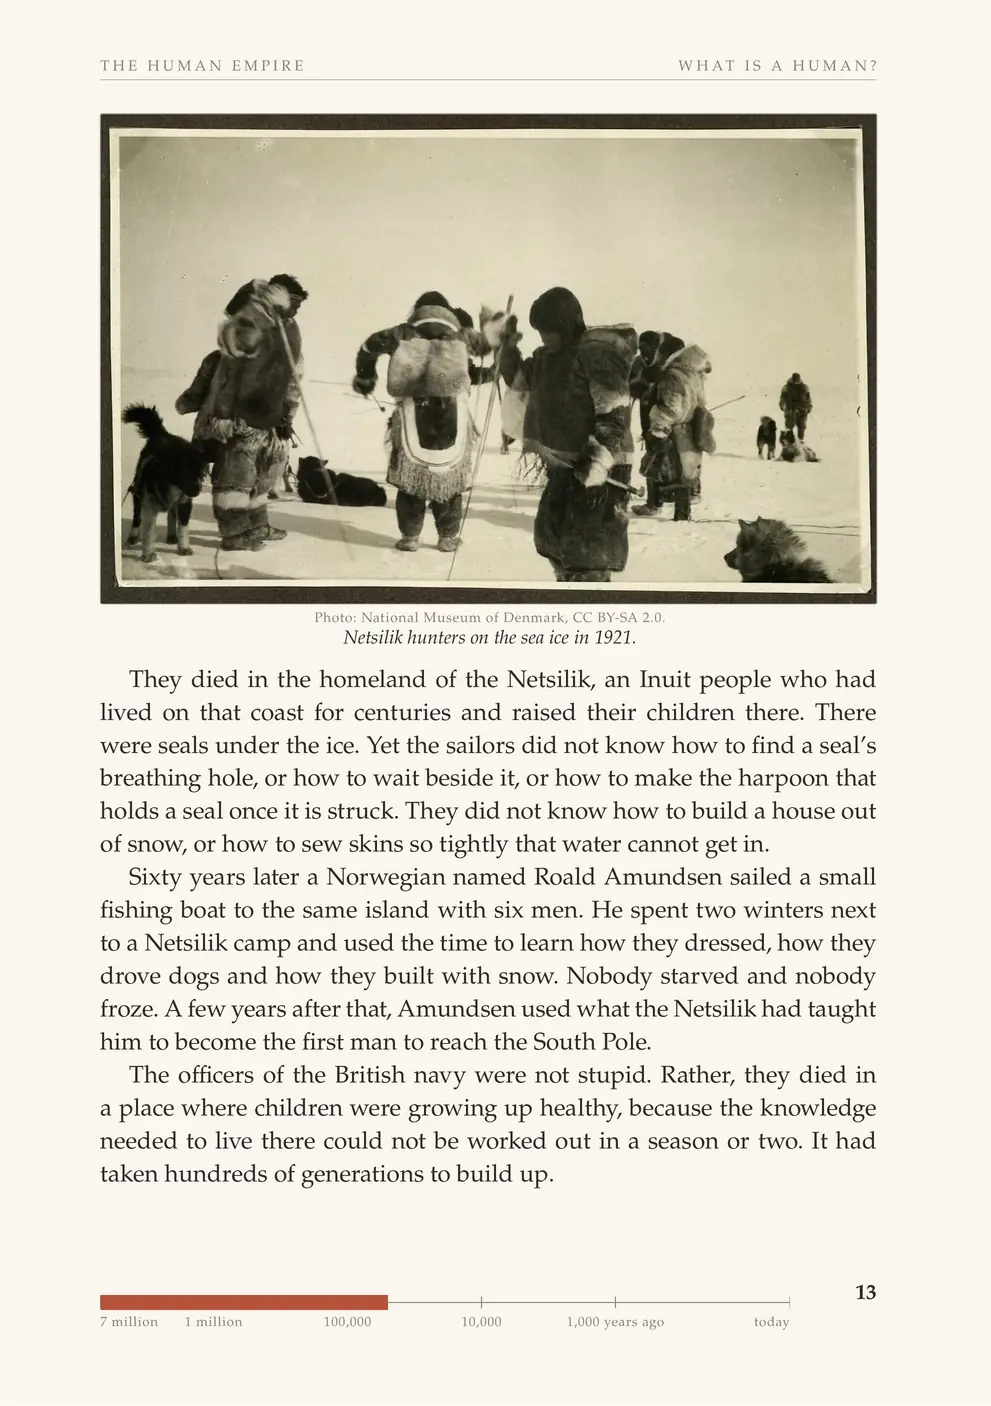 THE HUMAN EMPIRE
WHAT IS A HUMAN?
Photo: National Museum of Denmark, CC BY-SA 2.0.
Netsilik hunters on the sea ice in 1921.
They died in the homeland of the Netsilik, an Inuit people who had
lived on that coast for centuries and raised their children there. There
were seals under the ice. Yet the sailors did not know how to find a seal’s
breathing hole, or how to wait beside it, or how to make the harpoon that
holds a seal once it is struck. They did not know how to build a house out
of snow, or how to sew skins so tightly that water cannot get in.
Sixty years later a Norwegian named Roald Amundsen sailed a small
fishing boat to the same island with six men. He spent two winters next
to a Netsilik camp and used the time to learn how they dressed, how they
drove dogs and how they built with snow. Nobody starved and nobody
froze. A few years after that, Amundsen used what the Netsilik had taught
him to become the first man to reach the South Pole.
The officers of the British navy were not stupid. Rather, they died in
a place where children were growing up healthy, because the knowledge
needed to live there could not be worked out in a season or two. It had
taken hundreds of generations to build up.
13
7 million 1 million 100,000 10,000 1,000 years ago today